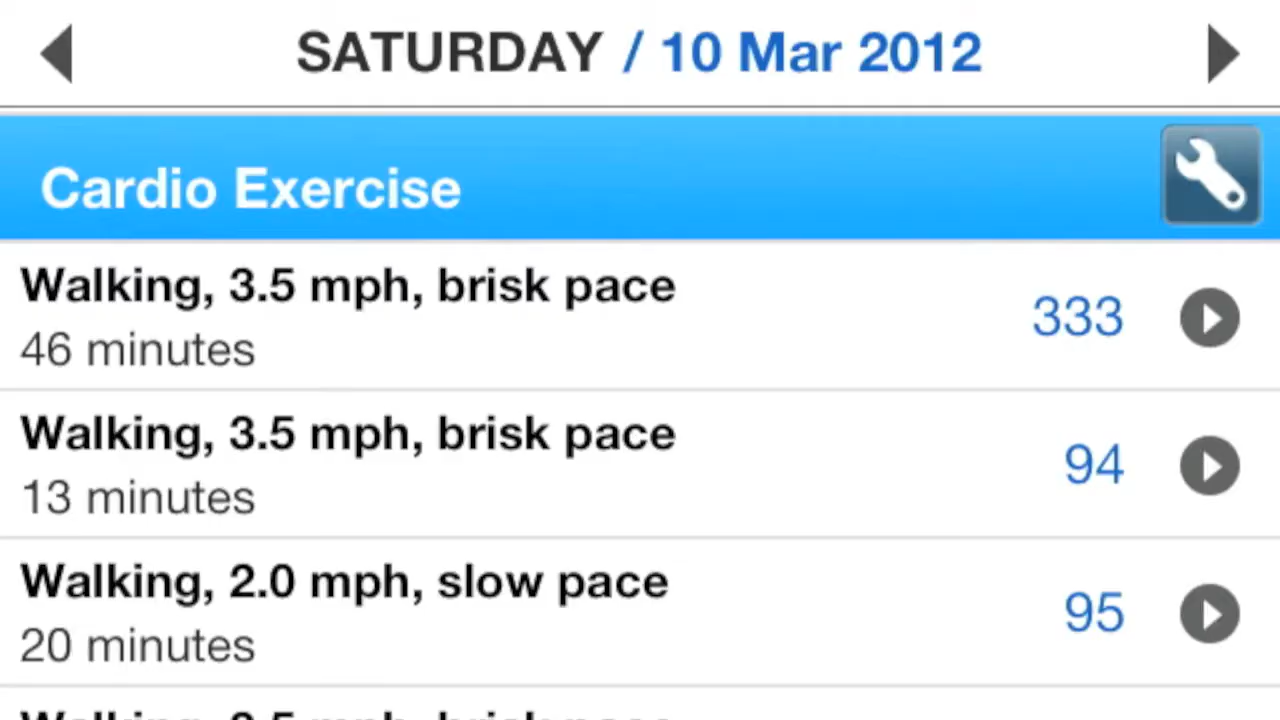 SATURDAY / 10 Mar 2012
Cardio Exercise
Walking, 3.5 mph, brisk pace
333
46 minutes
Walking, 3.5 mph, brisk pace
94
13 minutes
Walking, 2.0 mph, slow pace
95
20 minutes